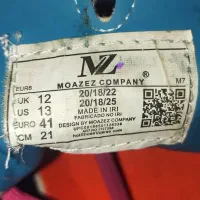 MZ
MOAZEZ COMPANY
EUR8 M7
UK 12 20/18/22
US 13 20/18/25
EURO 41 MADE IN IRI
FABRICADO NO IRI
CM 21 DESIGN BY MOAZEZ COMPANY